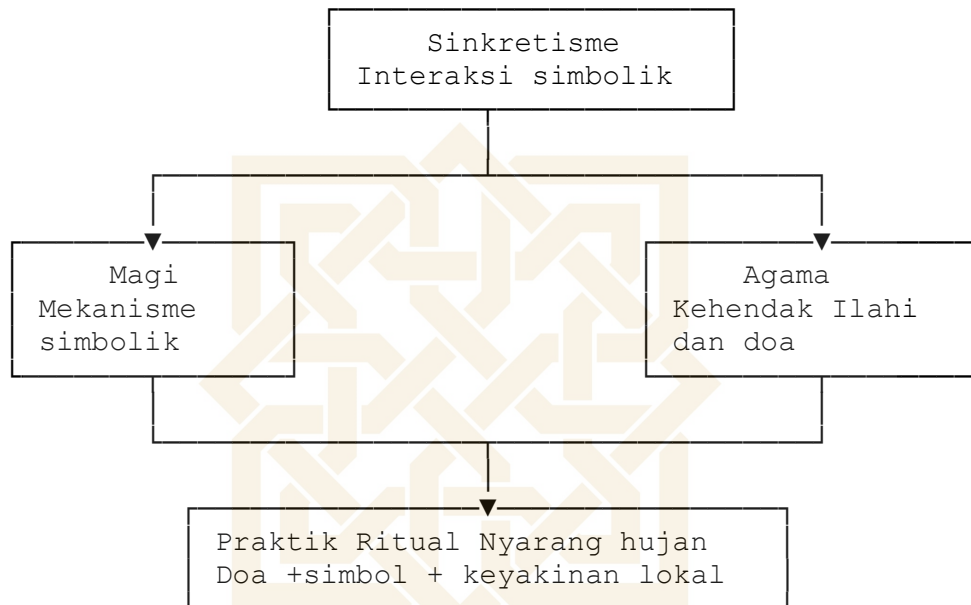 Sinkretisme
Interaksi simbolik
Magi
Mekanisme
simbolik
Agama
Kehendak Ilahi
dan doa
Praktik Ritual Nyarang hujan
Doa +simbol + keyakinan lokal